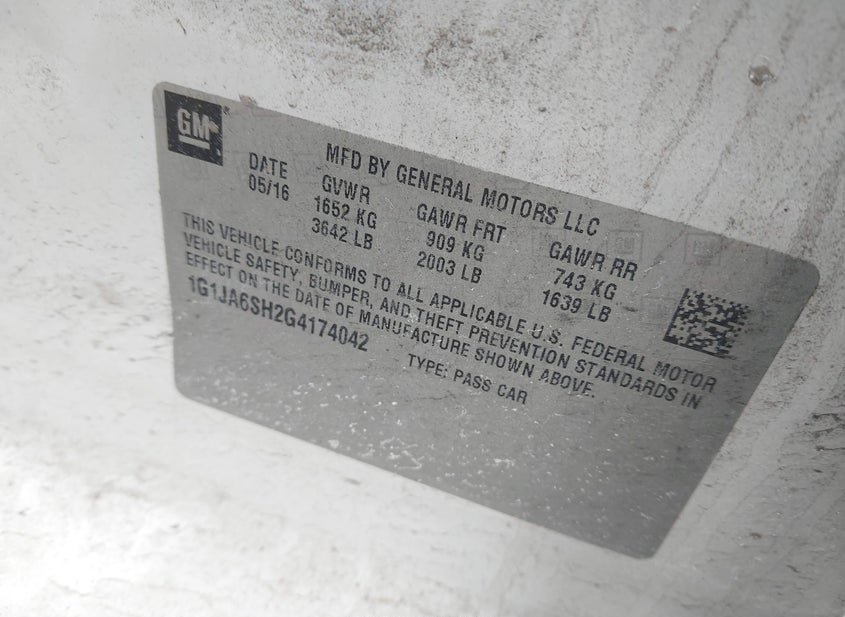 GM
MFD BY GENERAL MOTORS LLC
DATE GVWR GAWR FRT GAWR RR
05/16 1652 KG 909 KG 743 KG
3642 LB 2003 LB 1639 LB
THIS VEHICLE CONFORMS TO ALL APPLICABLE U.S. FEDERAL MOTOR
VEHICLE SAFETY, BUMPER, AND THEFT PREVENTION STANDARDS IN
EFFECT ON THE DATE OF MANUFACTURE SHOWN ABOVE.
1G1JA6SH2G4174042 TYPE: PASS CAR